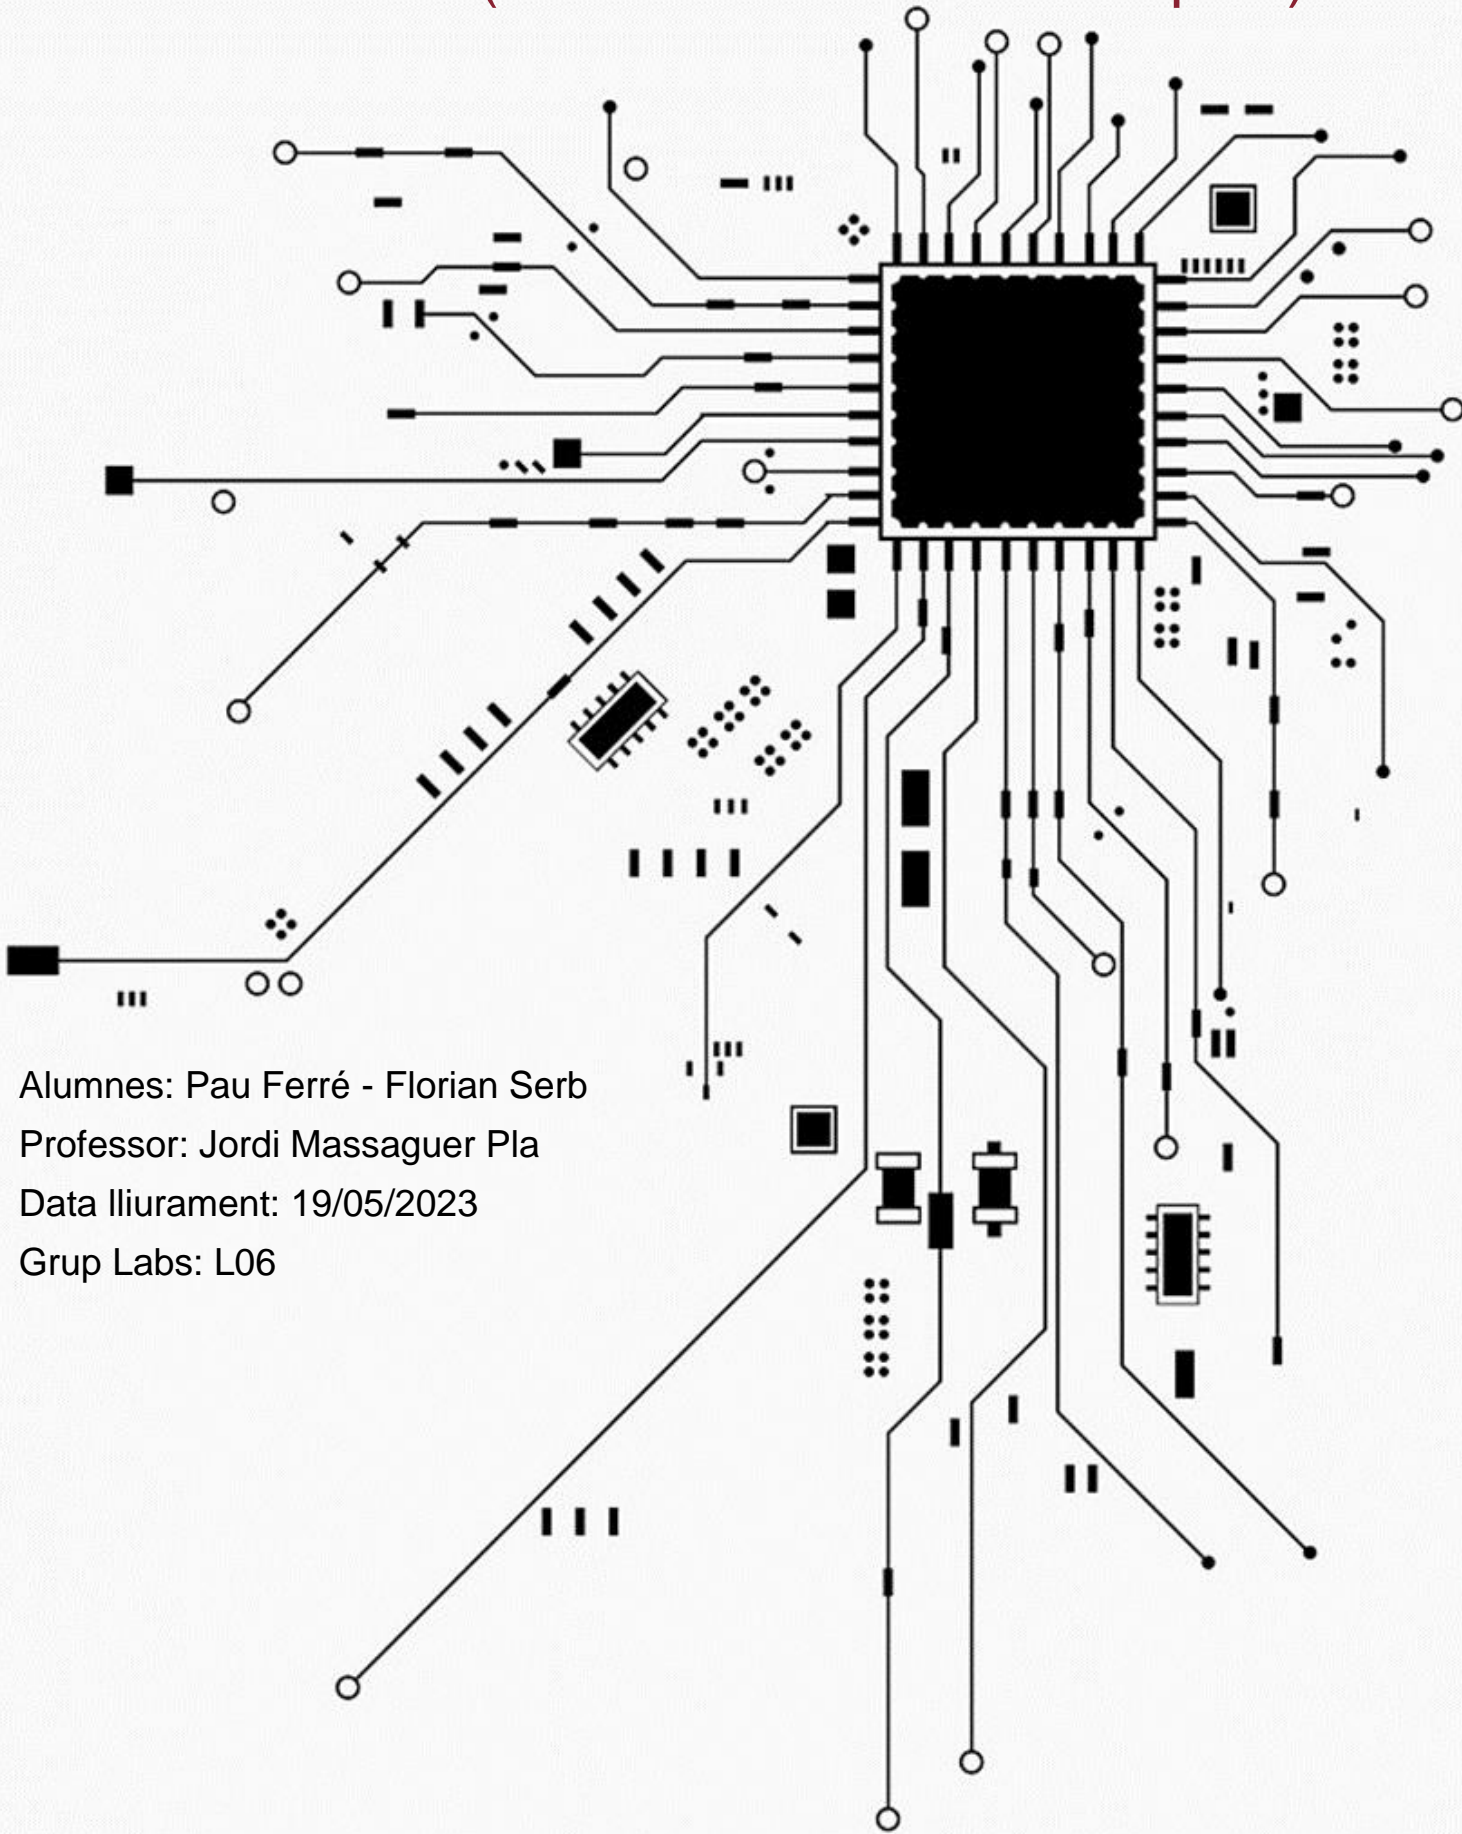 Alumnes: Pau Ferré - Florian Serb
Professor: Jordi Massaguer Pla
Data lliurament: 19/05/2023
Grup Labs: L06